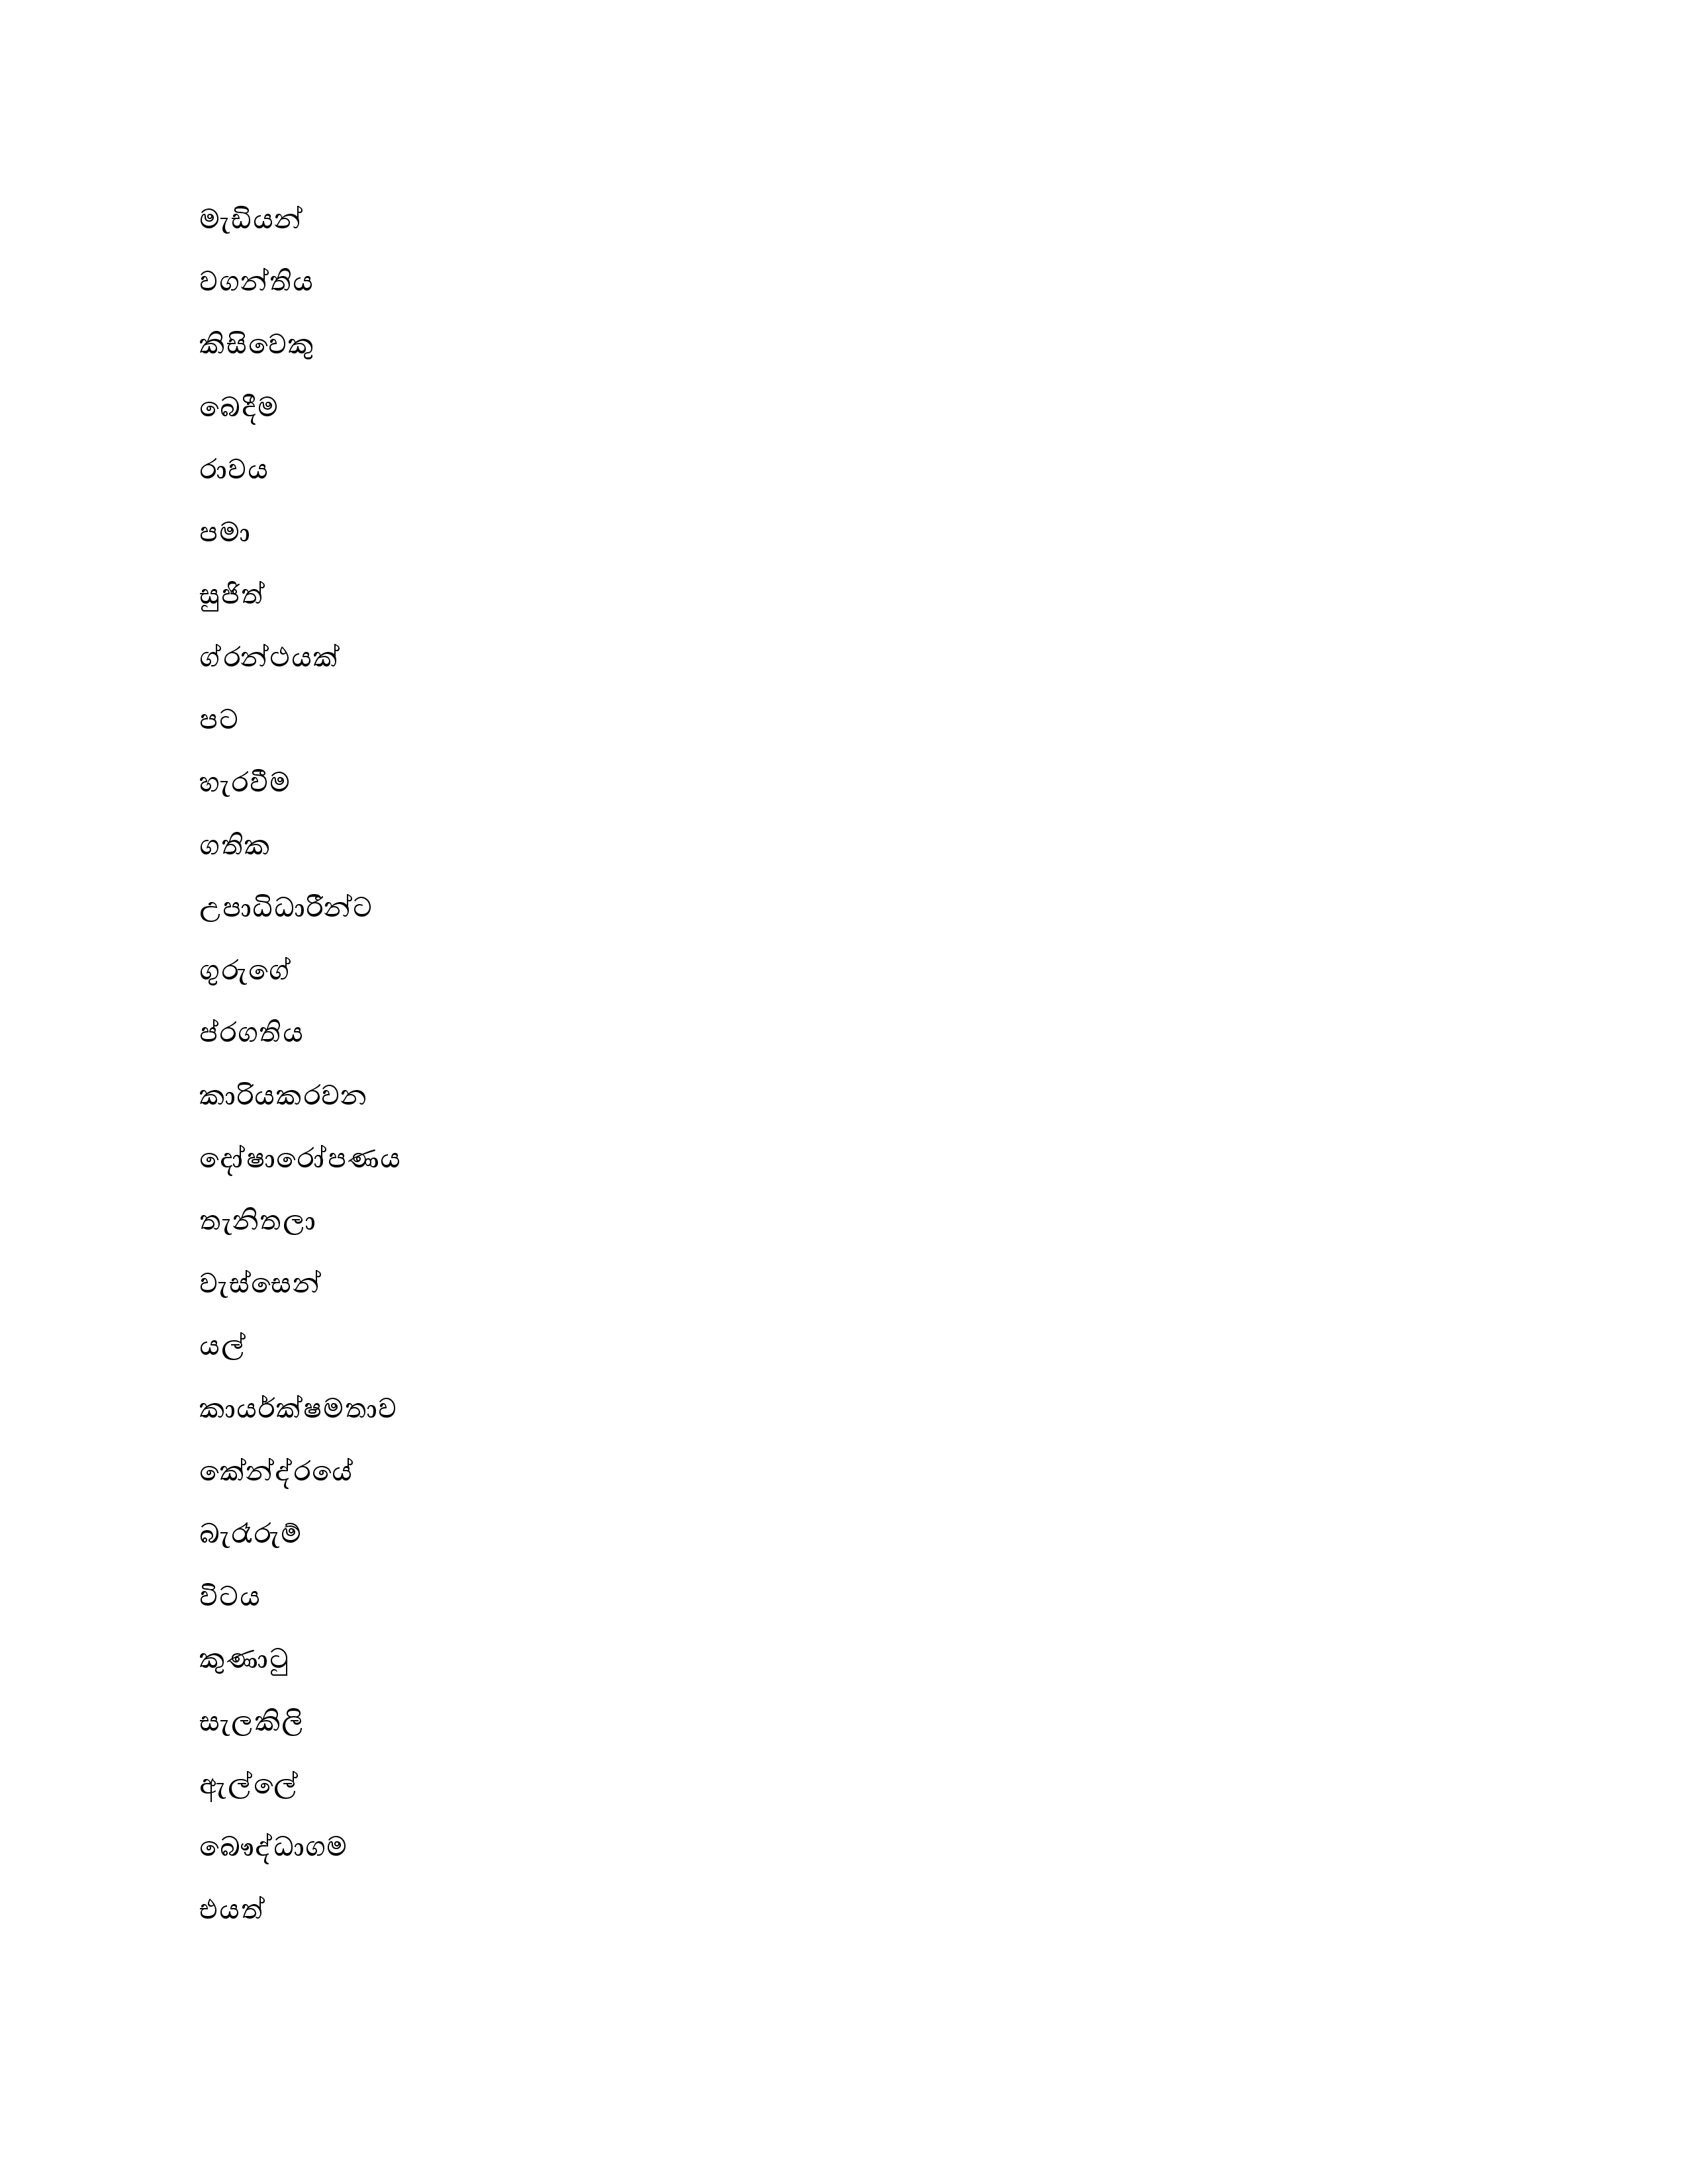 මැඩියන්
වගන්තිය
කිසිවෙකු
බෙදීම
රාවය
පමා
සුජිත්
ග්රන්ථයක්
පට
හැරවීම
ගතික
උපාධිධාරීන්ට
ගුරුගේ
ප්රගතිය
කාරියකරවන
දෝෂාරෝපණය
තැනිතලා
වැස්සෙන්
යල්
කායර්ක්ෂමතාව
කේන්ද්රයේ
බැරෑරුම්
විටය
කුණාටු
සැලකිලි
ඇල්ලේ
බෞද්ධාගම
එයත්